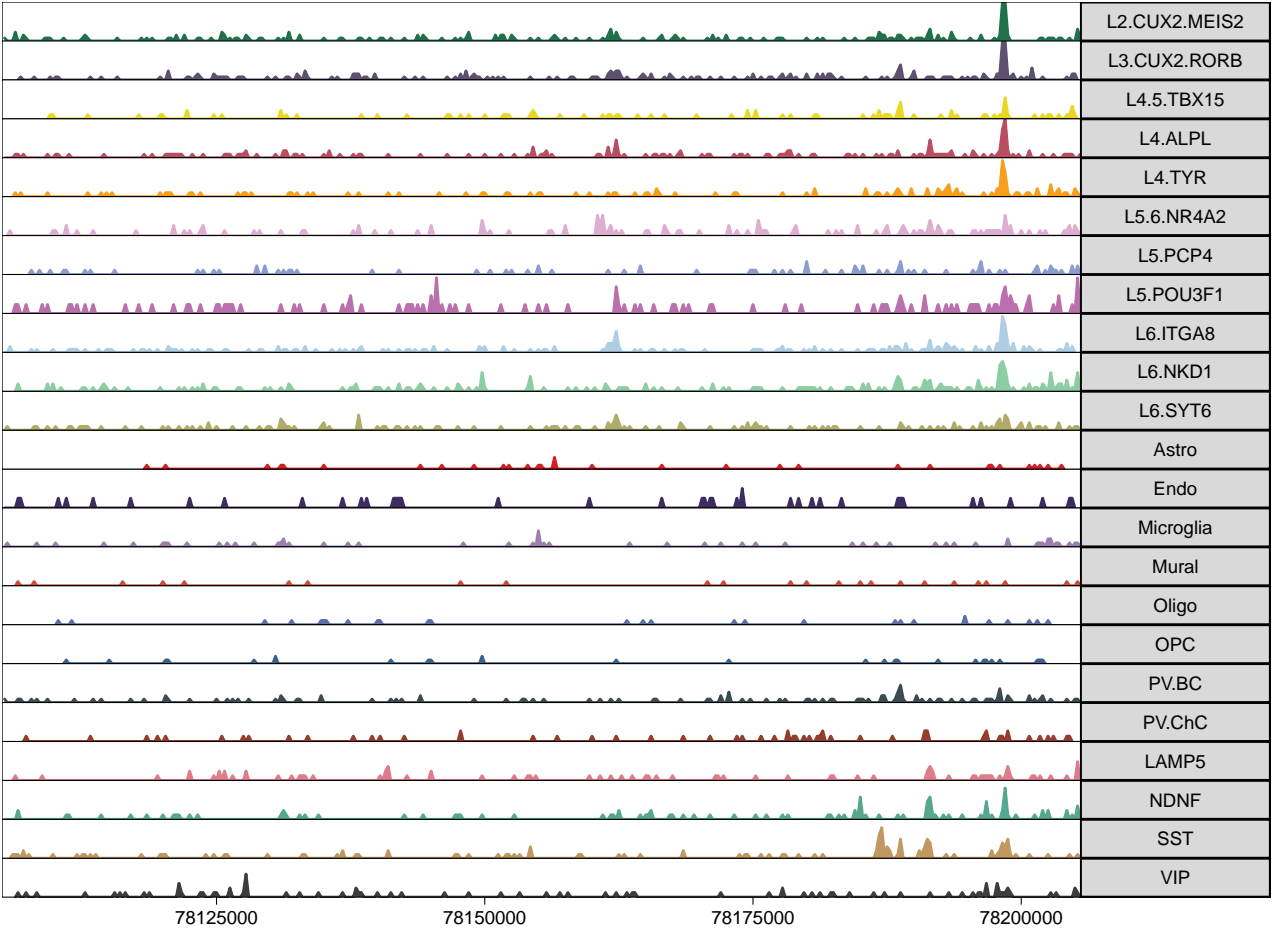 L2.CUX2.MEIS2
L3.CUX2.RORB
L4.5.TBX15
L4.ALPL
L4.TYR
L5.6.NR4A2
L5.PCP4
L5.POU3F1
L6.ITGA8
L6.NKD1
L6.SYT6
Astro
Endo
Microglia
Mural
Oligo
OPC
PV.BC
PV.ChC
LAMP5
NDNF
SST
VIP
78125000 78150000 78175000 78200000